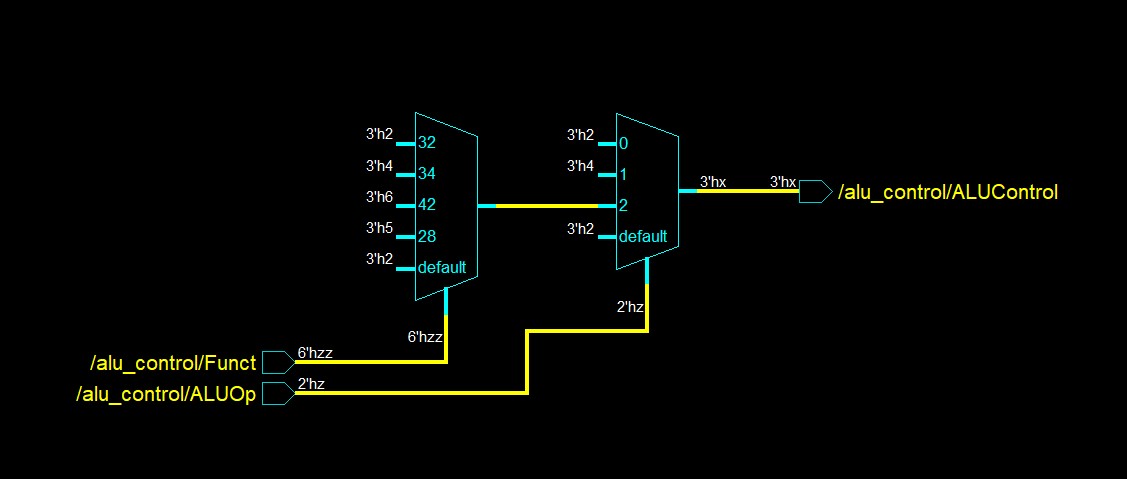 3'h2
32
3'h4
34
3'h6
42
3'h5
28
3'h2
default
3'h2
0
3'h4
1
2
3'h2
default
3'hx
3'hx
/alu_control/ALUControl
2'hz
6'hzz
/alu_control/Funct
6'hzz
/alu_control/ALUOp
2'hz